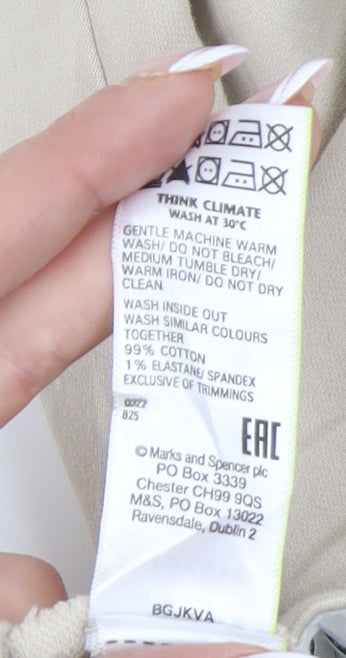 THINK CLIMATE
WASH AT 30°C
GENTLE MACHINE WARM
WASH/ DO NOT BLEACH/
MEDIUM TUMBLE DRY/
WARM IRON/ DO NOT DRY
CLEAN
WASH INSIDE OUT
WASH SIMILAR COLOURS
TOGETHER
99% COTTON
1% ELASTANE/ SPANDEX
EXCLUSIVE OF TRIMMINGS
825
EAC
© Marks and Spencer plc
PO Box 3339
Chester CH99 9QS
M&S, PO Box 13022
Ravensdale, Dublin 2
BGJKVA